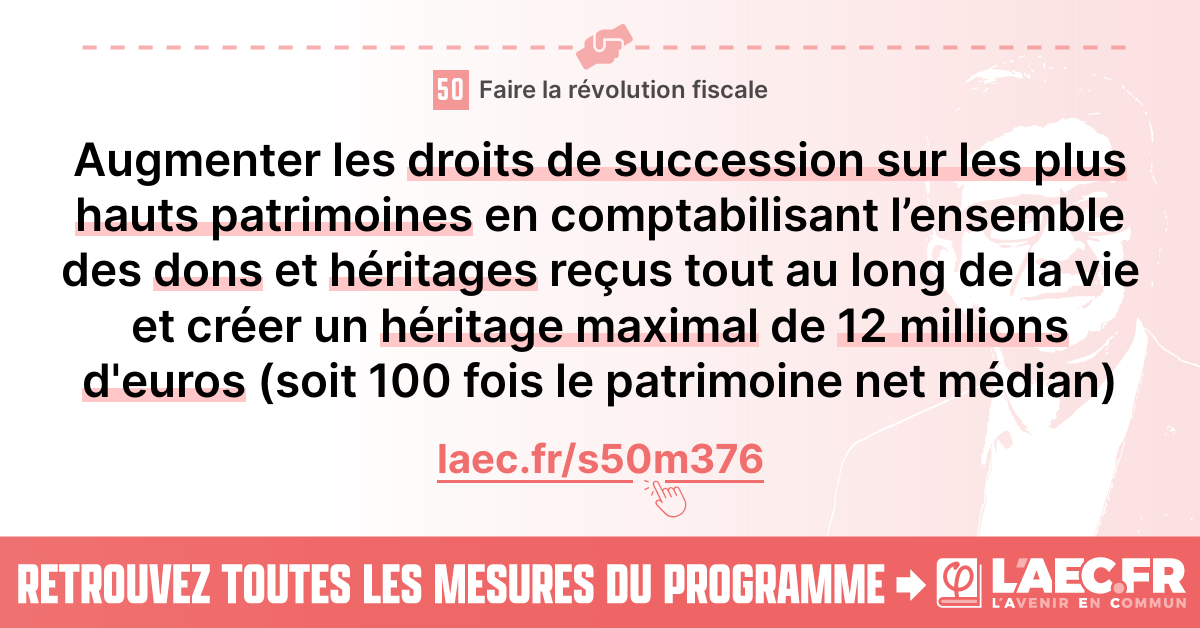 50 Faire la révolution fiscale
Augmenter les droits de succession sur les plus
hauts patrimoines en comptabilisant l’ensemble
des dons et héritages reçus tout au long de la vie
et créer un héritage maximal de 12 millions
d'euros (soit 100 fois le patrimoine net médian)
laec.fr/s50m376
RETROUVEZ TOUTES LES MESURES DU PROGRAMME
φ
L'AEC.FR
L'AVENIR EN COMMUN